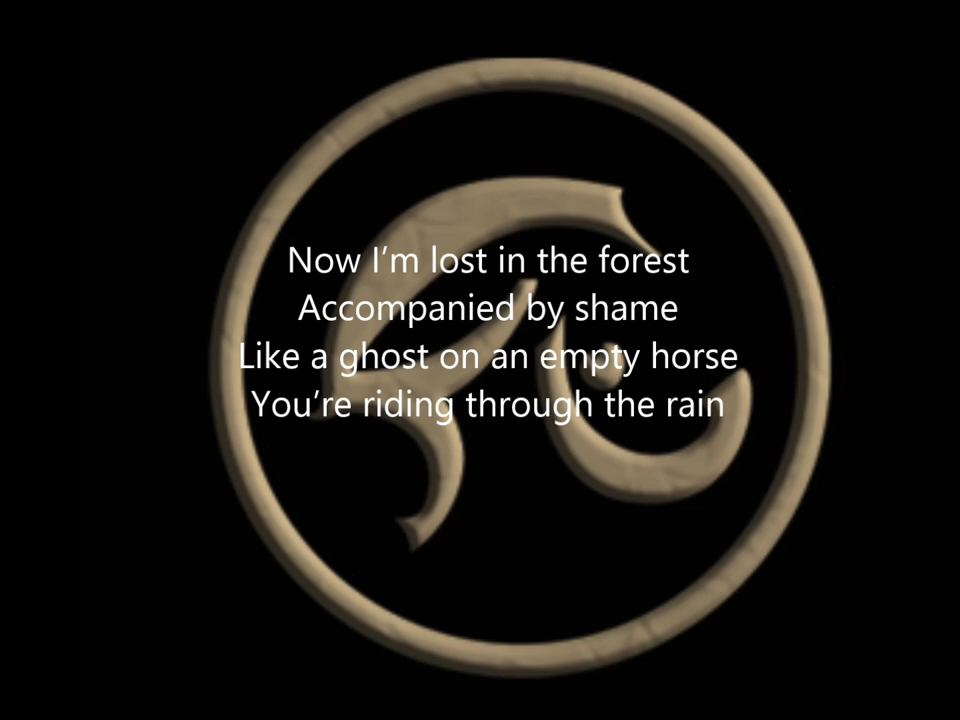 Now I’m lost in the forest
Accompanied by shame
Like a ghost on an empty horse
You’re riding through the rain